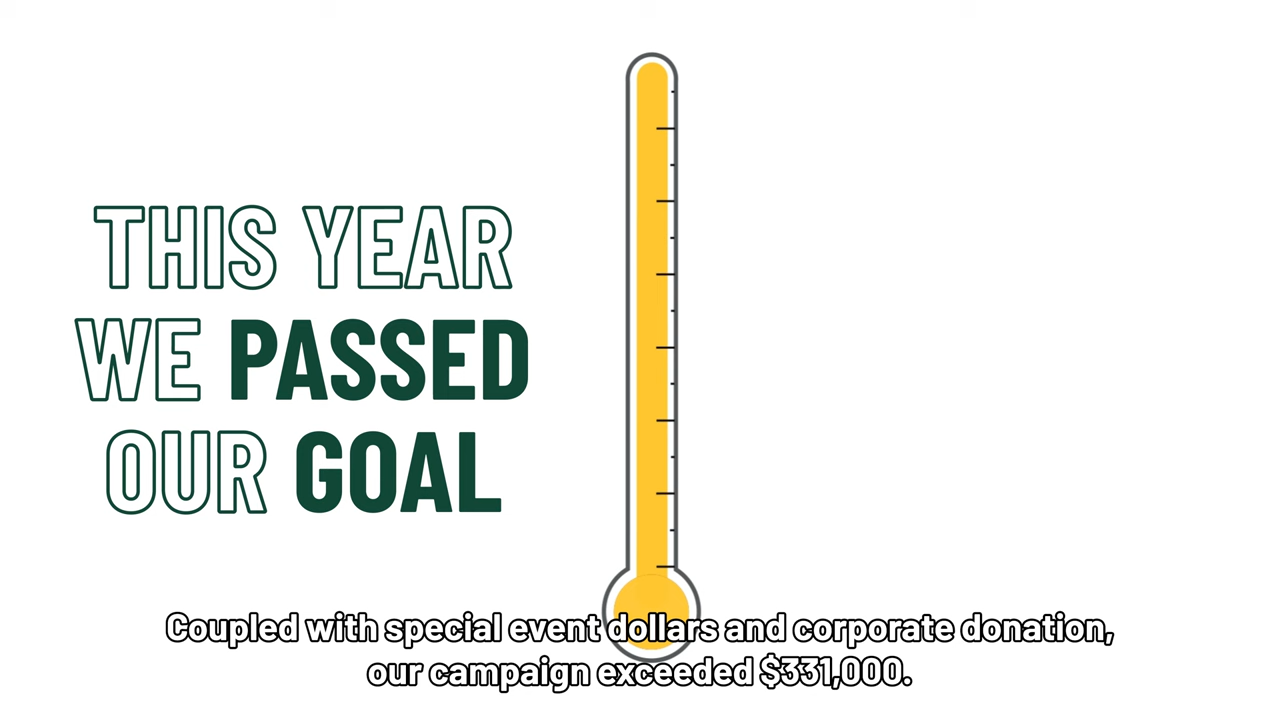 THIS YEAR
WE PASSED
OUR GOAL
Coupled with special event dollars and corporate donation,
our campaign exceeded $331,000.